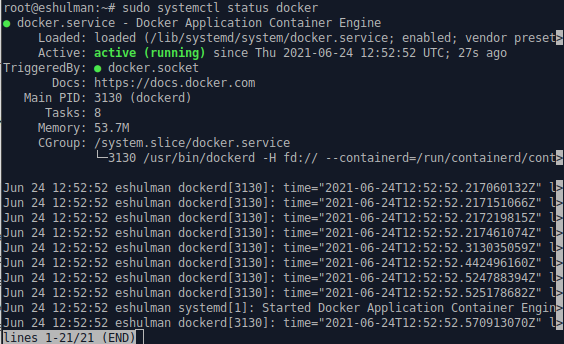 root@eshulman:~# sudo systemctl status docker
● docker.service - Docker Application Container Engine
     Loaded: loaded (/lib/systemd/system/docker.service; enabled; vendor preset>
     Active: active (running) since Thu 2021-06-24 12:52:52 UTC; 27s ago
TriggeredBy: ● docker.socket
       Docs: https://docs.docker.com
   Main PID: 3130 (dockerd)
      Tasks: 8
     Memory: 53.7M
     CGroup: /system.slice/docker.service
             └─3130 /usr/bin/dockerd -H fd:// --containerd=/run/containerd/cont>
Jun 24 12:52:52 eshulman dockerd[3130]: time="2021-06-24T12:52:52.217060132Z" l>
Jun 24 12:52:52 eshulman dockerd[3130]: time="2021-06-24T12:52:52.217151066Z" l>
Jun 24 12:52:52 eshulman dockerd[3130]: time="2021-06-24T12:52:52.217219815Z" l>
Jun 24 12:52:52 eshulman dockerd[3130]: time="2021-06-24T12:52:52.217461074Z" l>
Jun 24 12:52:52 eshulman dockerd[3130]: time="2021-06-24T12:52:52.313035059Z" l>
Jun 24 12:52:52 eshulman dockerd[3130]: time="2021-06-24T12:52:52.442496160Z" l>
Jun 24 12:52:52 eshulman dockerd[3130]: time="2021-06-24T12:52:52.524788394Z" l>
Jun 24 12:52:52 eshulman dockerd[3130]: time="2021-06-24T12:52:52.525178682Z" l>
Jun 24 12:52:52 eshulman systemd[1]: Started Docker Application Container Engin>
Jun 24 12:52:52 eshulman dockerd[3130]: time="2021-06-24T12:52:52.570913070Z" l>
lines 1-21/21 (END)